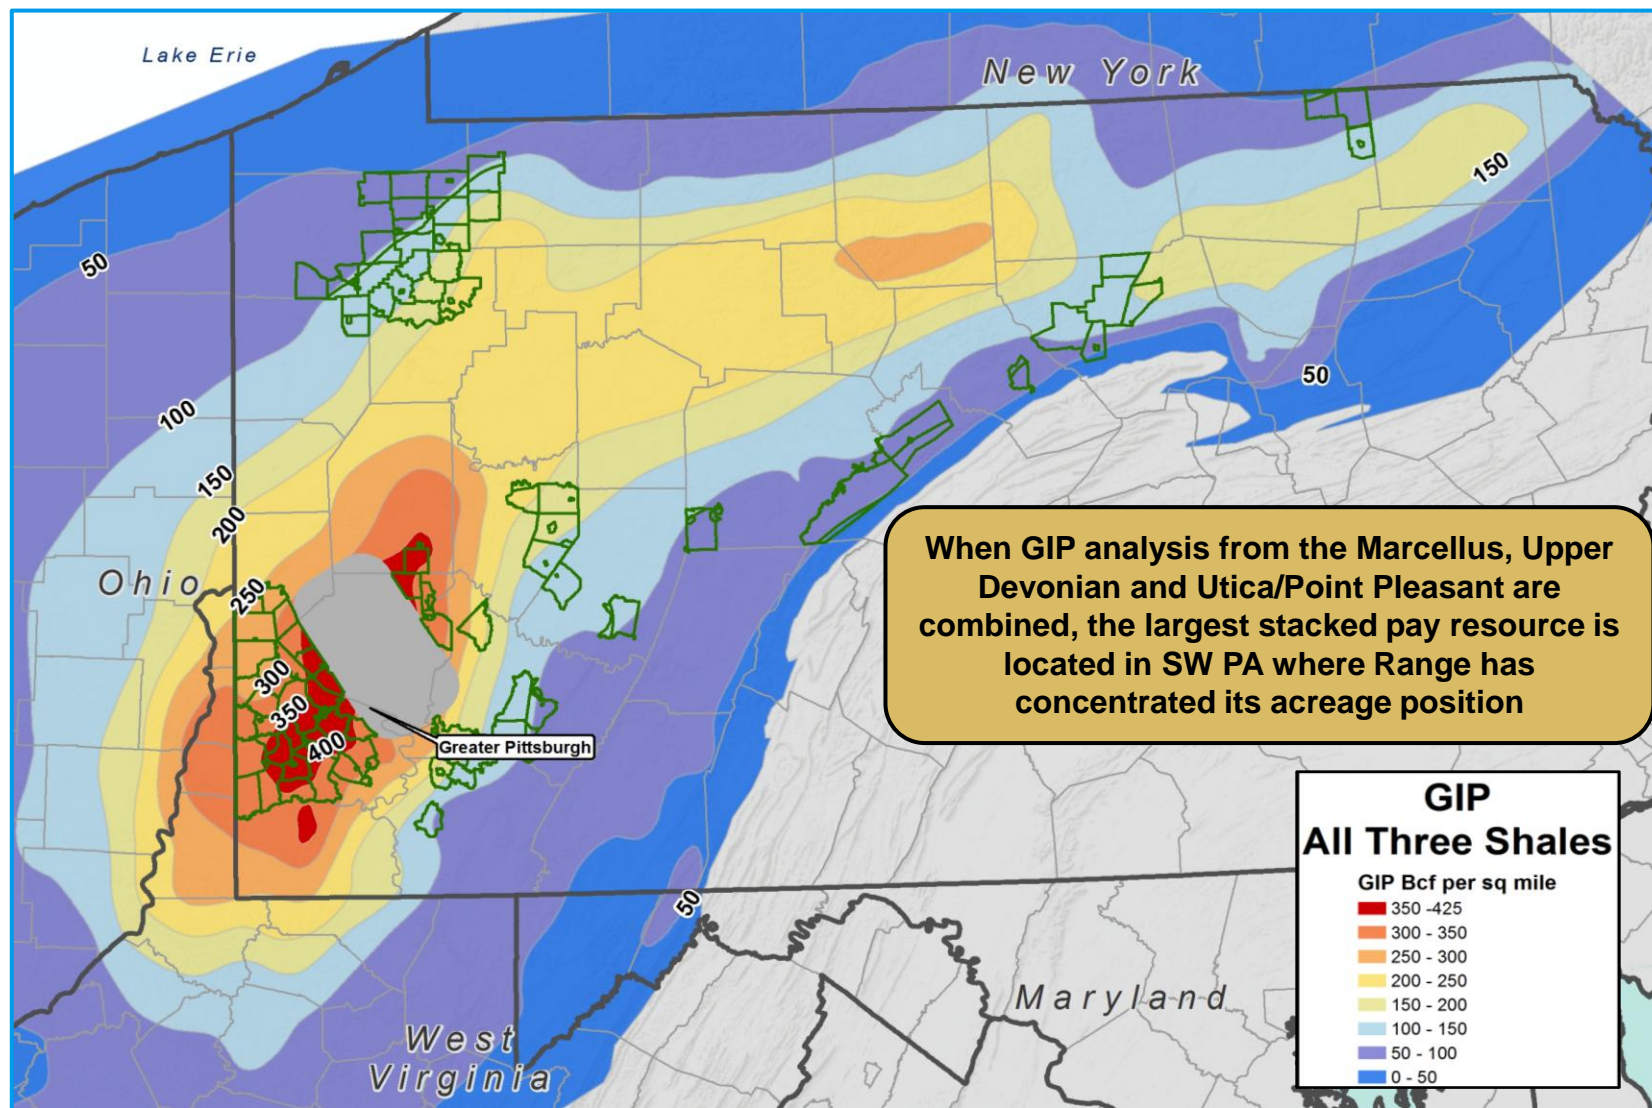 Lake Erie
New York
150
50
50
100
150
200
Ohio
250
300
350
400
Greater Pittsburgh
When GIP analysis from the Marcellus, Upper
Devonian and Utica/Point Pleasant are
combined, the largest stacked pay resource is
located in SW PA where Range has
concentrated its acreage position
50
Maryland
West
Virginia
GIP
All Three Shales
GIP Bcf per sq mile
350 -425
300 - 350
250 - 300
200 - 250
150 - 200
100 - 150
50 - 100
0 - 50